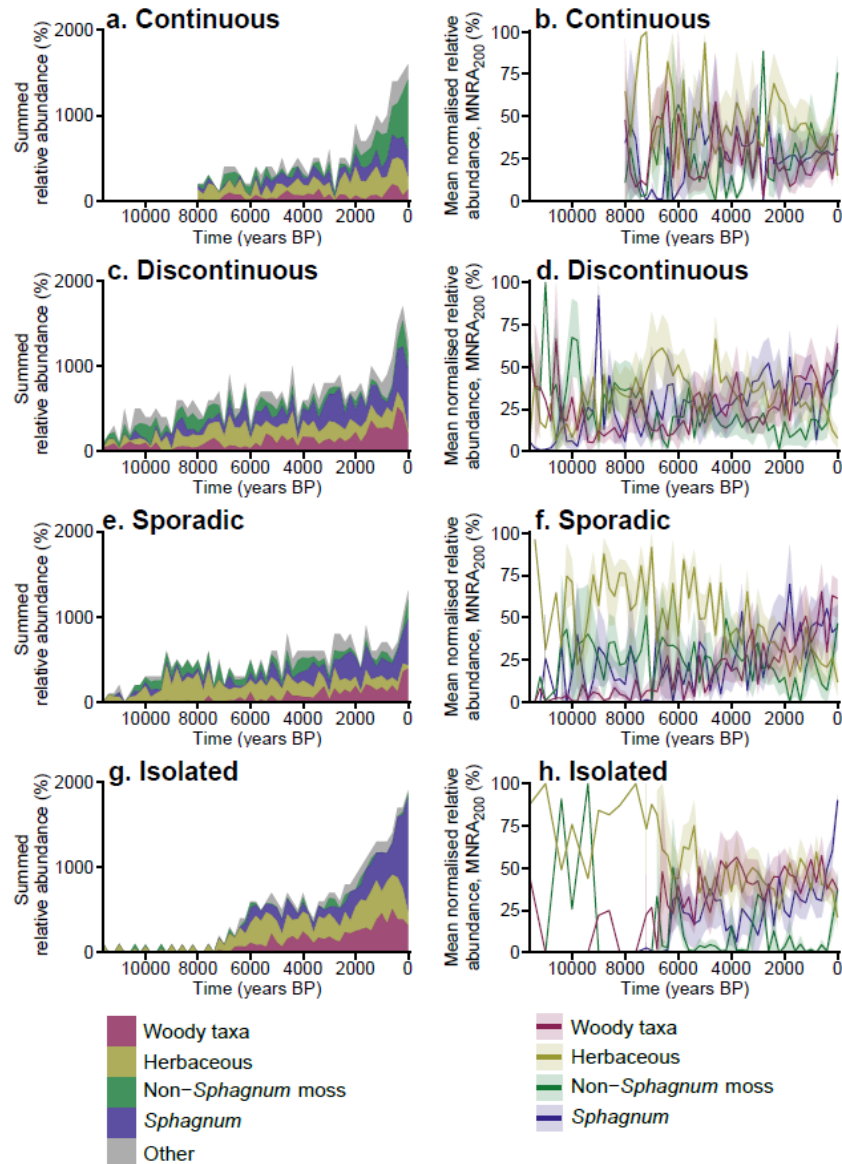 a. Continuous
2000
1000
0
Summed
relative abundance (%)
10000 8000 6000 4000 2000 0
Time (years BP)
b. Continuous
100
75
50
25
0
Mean normalised relative
abundance, MNRA200 (%)
10000 8000 6000 4000 2000 0
Time (years BP)
c. Discontinuous
2000
1000
0
Summed
relative abundance (%)
10000 8000 6000 4000 2000 0
Time (years BP)
d. Discontinuous
100
75
50
25
0
Mean normalised relative
abundance, MNRA200 (%)
10000 8000 6000 4000 2000 0
Time (years BP)
e. Sporadic
2000
1000
0
Summed
relative abundance (%)
10000 8000 6000 4000 2000 0
Time (years BP)
f. Sporadic
100
75
50
25
0
Mean normalised relative
abundance, MNRA200 (%)
10000 8000 6000 4000 2000 0
Time (years BP)
g. Isolated
2000
1000
0
Summed
relative abundance (%)
10000 8000 6000 4000 2000 0
Time (years BP)
h. Isolated
100
75
50
25
0
Mean normalised relative
abundance, MNRA200 (%)
10000 8000 6000 4000 2000 0
Time (years BP)
Woody taxa
Herbaceous
Non−Sphagnum moss
Sphagnum
Other
Woody taxa
Herbaceous
Non−Sphagnum moss
Sphagnum